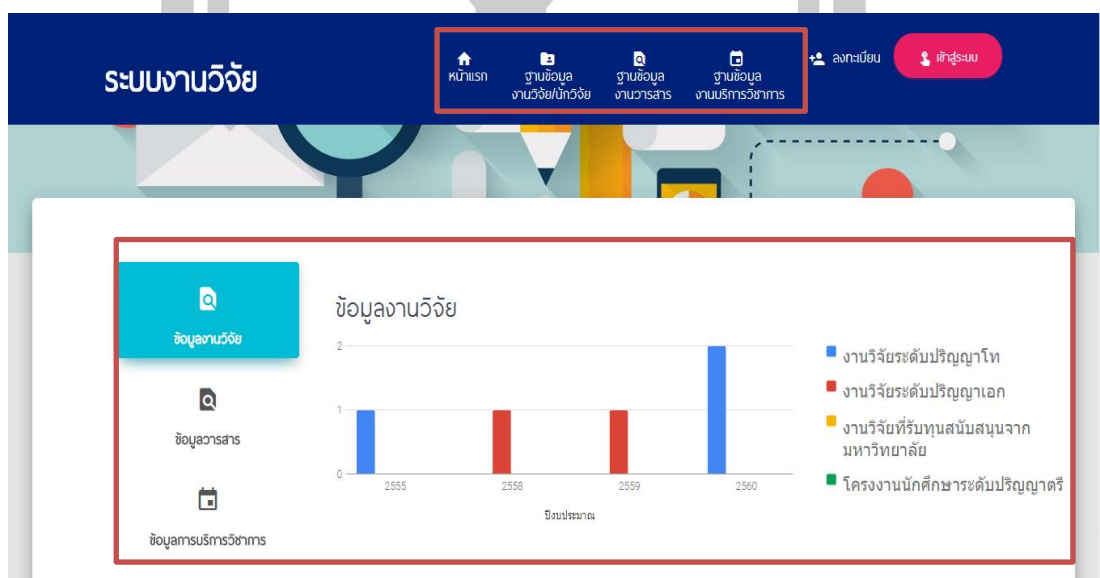 ระบบงานวิจัย
หน้าแรก
ฐานข้อมูล
งานวิจัย/นักวิจัย
ฐานข้อมูล
งานวารสาร
ฐานข้อมูล
งานบริการวิชาการ
ลงทะเบียน
เข้าสู่ระบบ
ข้อมูลงานวิจัย
ข้อมูลวารสาร
ข้อมูลการบริการวิชาการ
ข้อมูลงานวิจัย
2
1
0
2555
2558
2559
2560
ปีงบประมาณ
งานวิจัยระดับปริญญาโท
งานวิจัยระดับปริญญาเอก
งานวิจัยที่รับทุนสนับสนุนจาก
มหาวิทยาลัย
โครงงานนักศึกษาระดับปริญญาตรี